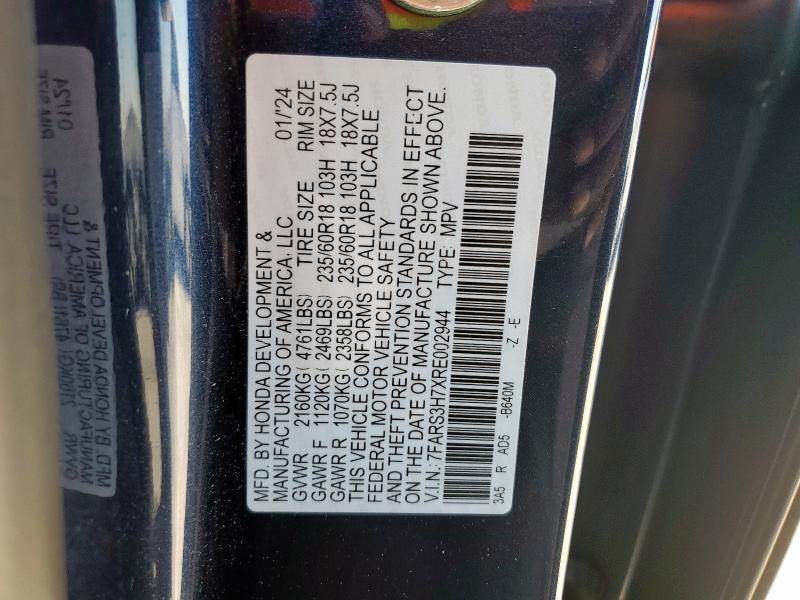 MFD. BY HONDA DEVELOPMENT &
MANUFACTURING OF AMERICA, LLC 01/'24
GVWR 2160KG( 4761LBS) TIRE SIZE RIM SIZE
GAWR F 1120KG( 2469LBS) 235/60R18 103H 18X7.5J
GAWR R 1070KG( 2358LBS) 235/60R18 103H 18X7.5J
THIS VEHICLE CONFORMS TO ALL APPLICABLE
FEDERAL MOTOR VEHICLE SAFETY
AND THEFT PREVENTION STANDARDS IN EFFECT
ON THE DATE OF MANUFACTURE SHOWN ABOVE.
V.I.N.:7FARS3H7XRE002944 TYPE: MPV
3A5 R AD5 -B640M -Z -E